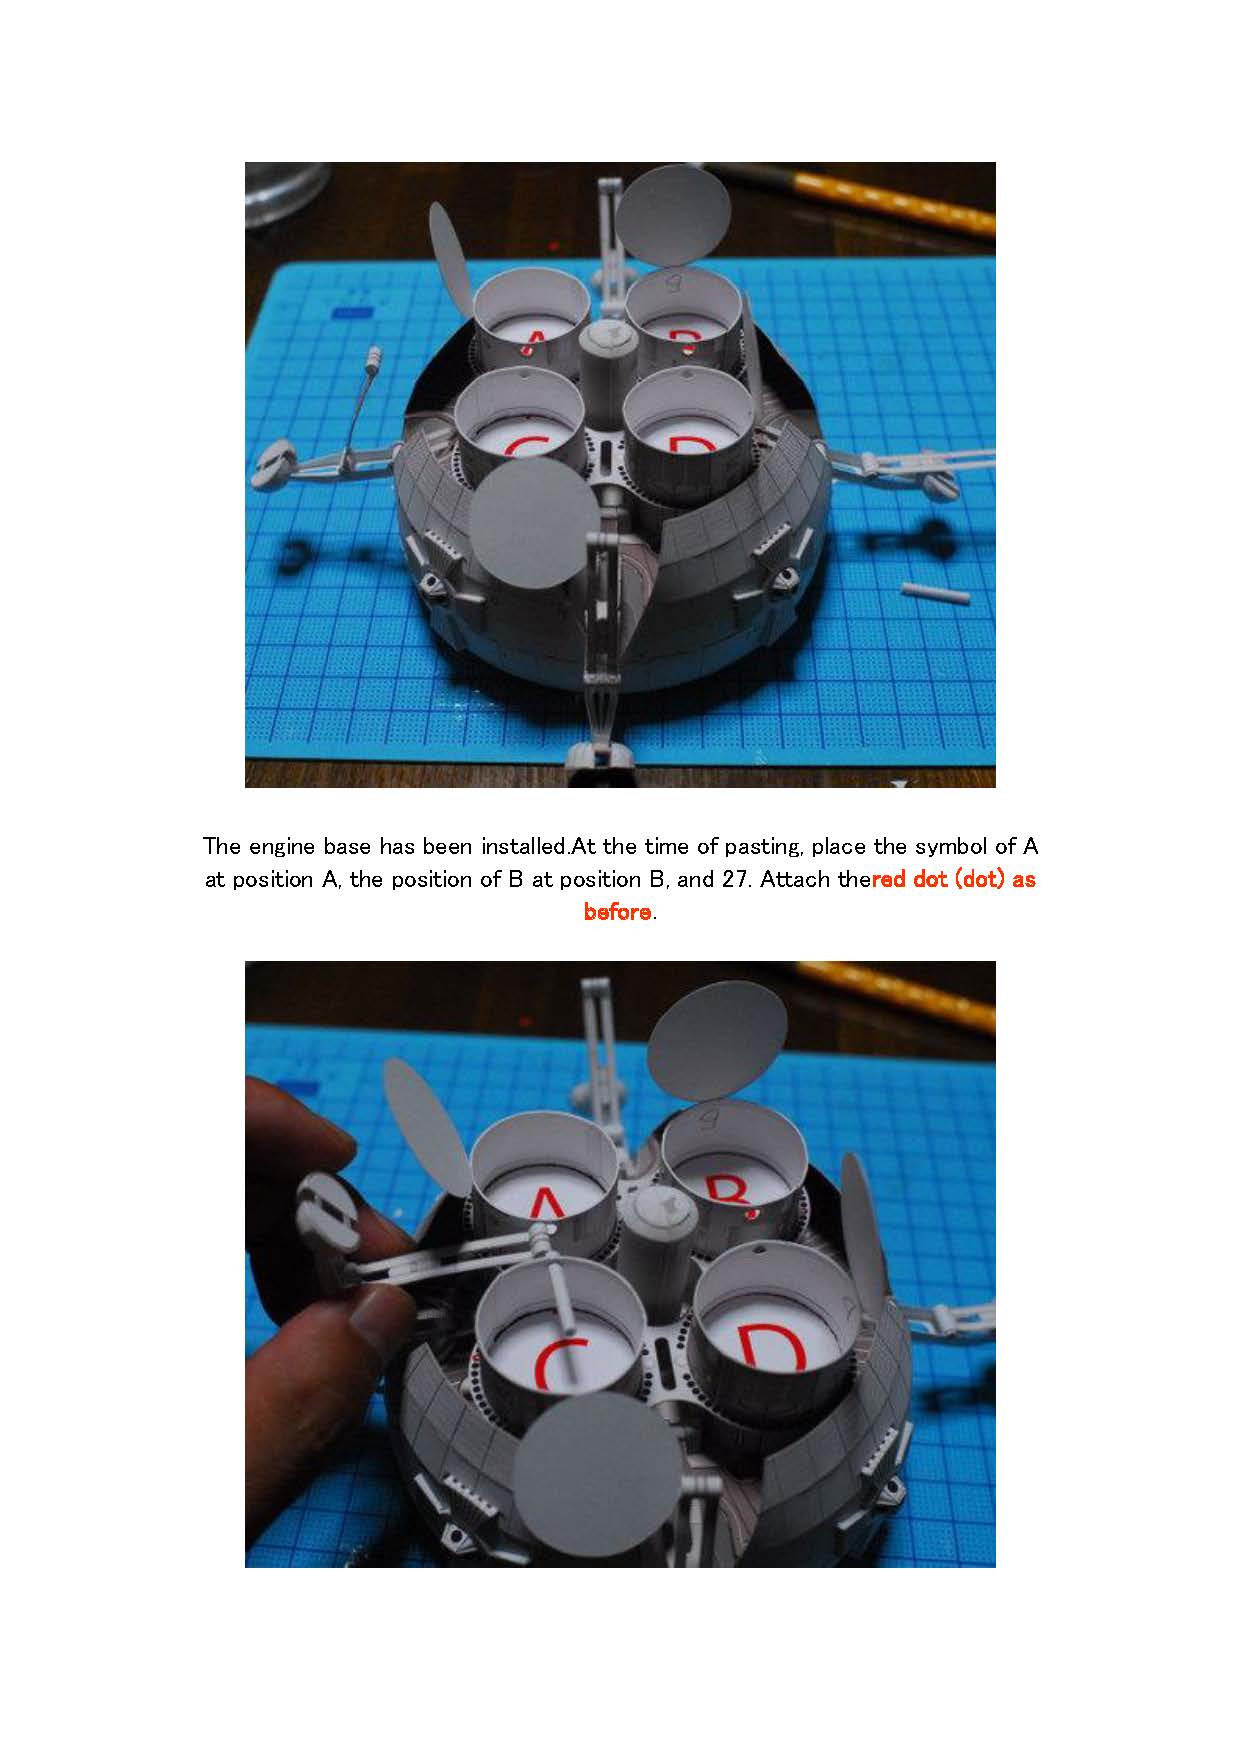 A
B
C
D
The engine base has been installed.At the time of pasting, place the symbol of A
at position A, the position of B at position B, and 27. Attach thered dot (dot) as
before.
A
B
C
D